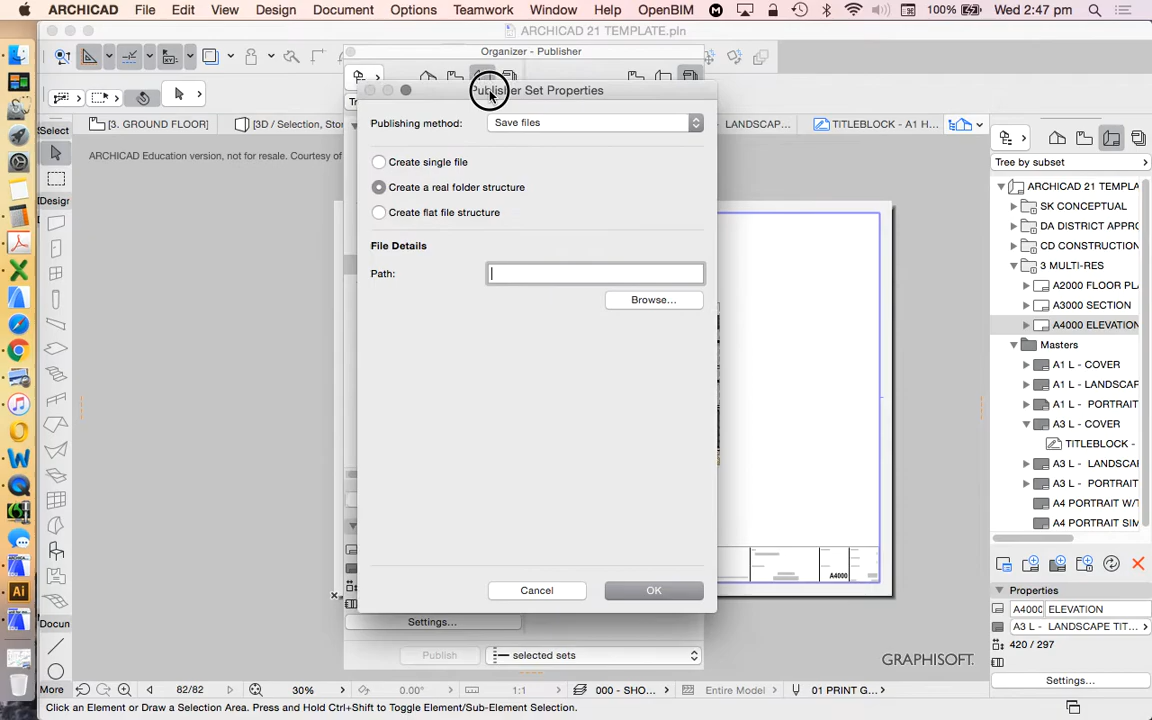 ARCHICAD File Edit View Design Document Options Teamwork Window Help OpenBIM 100% Wed 2:47 pm
ARCHICAD 21 TEMPLATE.pln
Organizer - Publisher
Publisher Set Properties
[3. GROUND FLOOR] [3D / Selection, Sto LANDSCAP... TITLEBLOCK - A1 H...
Publishing method: Save files
ARCHICAD Education version, not for resale. Courtesy of
Create single file
Create a real folder structure
Create flat file structure
File Details
Path:
Browse...
Cancel OK
Settings...
Publish selected sets
A4000
GRAPHISOFT.
Select
Design
Docun
More
Tree by subset
ARCHICAD 21 TEMPLA
SK CONCEPTUAL
DA DISTRICT APPRO
CD CONSTRUCTION
3 MULTI-RES
A2000 FLOOR PLA
A3000 SECTION
A4000 ELEVATION
Masters
A1 L - COVER
A1 L - LANDSCAP
A1 L - PORTRAIT
A3 L - COVER
TITLEBLOCK -
A3 L - LANDSCA
A3 L - PORTRAIT
A4 PORTRAIT W/T
A4 PORTRAIT SIM
Properties
A4000 ELEVATION
A3 L - LANDSCAPE TIT...
420 / 297
Settings...
82/82 30% 0.00° 1:1 000 - SHO... Entire Model 01 PRINT G...
Click an Element or Draw a Selection Area. Press and Hold Ctrl+Shift to Toggle Element/Sub-Element Selection.